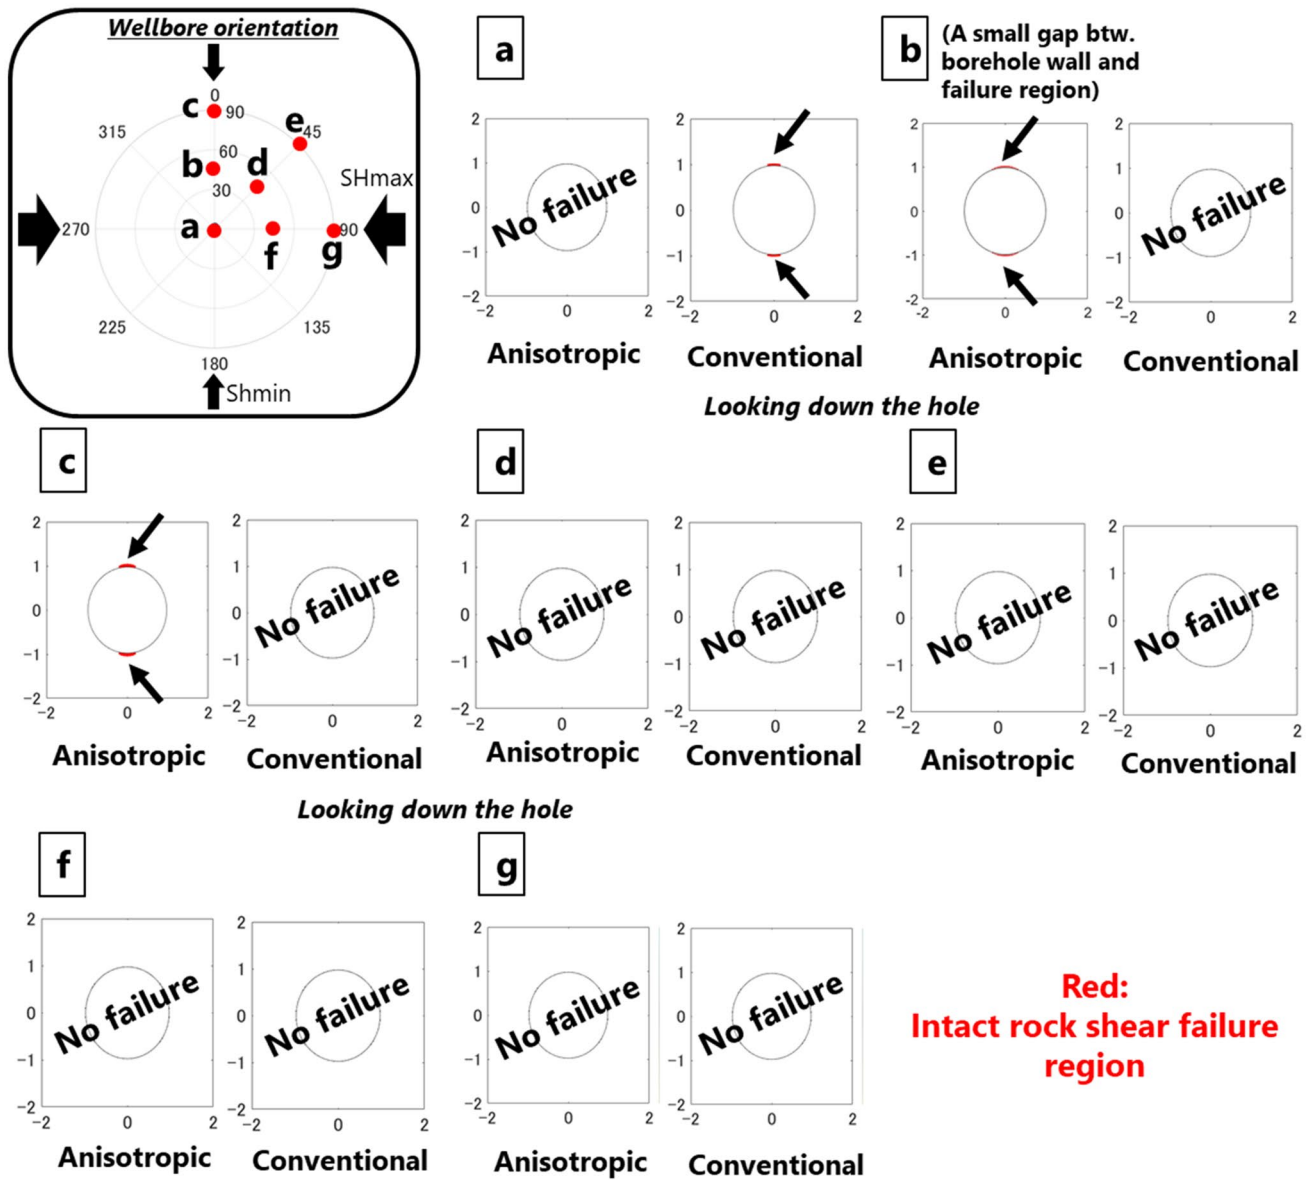 Wellbore orientation
0
c
90
e
45
315
60
b
d
30
SHmax
270
a
90
f
g
225
135
180
Shmin
a
2
1
0
−1
−2
−2
0
2
No failure
Anisotropic
2
1
0
−1
−2
−2
0
2
Conventional
b
(A small gap btw.
borehole wall and
failure region)
2
1
0
-1
-2
-2
0
2
Anisotropic
2
1
0
−1
−2
−2
0
2
No failure
Conventional
Looking down the hole
c
2
1
0
−1
−2
−2
0
2
Anisotropic
2
1
0
−1
−2
−2
0
2
No failure
Conventional
d
2
1
0
−1
−2
−2
0
2
No failure
Anisotropic
2
1
0
−1
−2
−2
0
2
No failure
Conventional
e
2
1
0
−1
−2
−2
0
2
No failure
Anisotropic
2
1
0
−1
−2
−2
0
2
No failure
Conventional
Looking down the hole
f
2
1
0
−1
−2
−2
0
2
No failure
Anisotropic
2
1
0
−1
−2
−2
0
2
No failure
Conventional
g
2
1
0
−1
−2
−2
0
2
No failure
Anisotropic
2
1
0
−1
−2
−2
0
2
No failure
Conventional
Red:
Intact rock shear failure
region